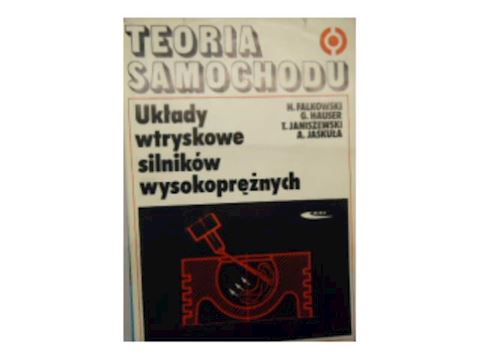 TEORIA
SAMOCHODU
H. FALKOWSKI
G. HAUSER
T. JANISZEWSKI
A. JASKUŁA
Układy
wtryskowe
silników
wysokoprężnych